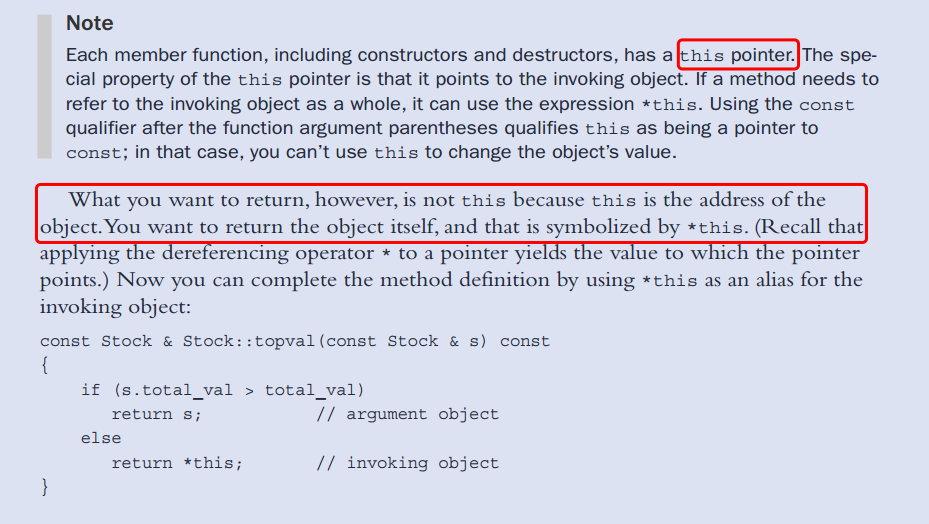 Note
Each member function, including constructors and destructors, has a this pointer. The spe-
cial property of the this pointer is that it points to the invoking object. If a method needs to
refer to the invoking object as a whole, it can use the expression *this. Using the const
qualifier after the function argument parentheses qualifies this as being a pointer to
const; in that case, you can't use this to change the object's value.
What you want to return, however, is not this because this is the address of the
object. You want to return the object itself, and that is symbolized by *this. (Recall that
applying the dereferencing operator * to a pointer yields the value to which the pointer
points.) Now you can complete the method definition by using *this as an alias for the
invoking object:
const Stock & Stock::topval(const Stock & s) const
{
    if (s.total_val > total_val)
       return s;           // argument object
    else
       return *this;       // invoking object
}